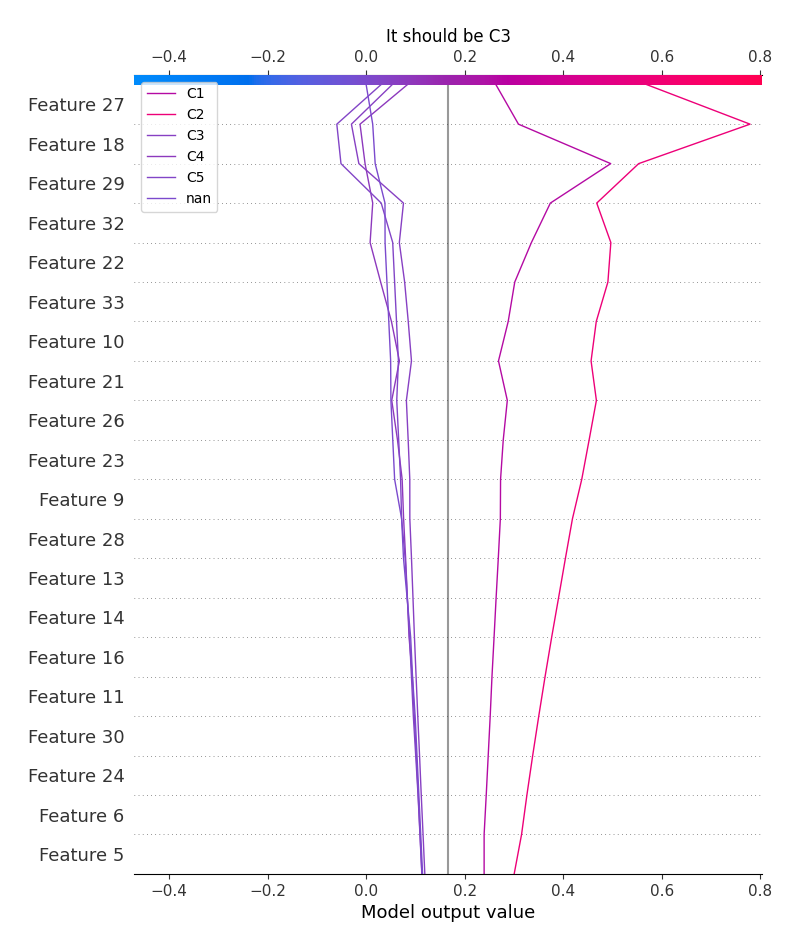 It should be C3
−0.4 −0.2 0.0 0.2 0.4 0.6 0.8
C1
C2
C3
C4
C5
nan
Feature 27
Feature 18
Feature 29
Feature 32
Feature 22
Feature 33
Feature 10
Feature 21
Feature 26
Feature 23
Feature 9
Feature 28
Feature 13
Feature 14
Feature 16
Feature 11
Feature 30
Feature 24
Feature 6
Feature 5
−0.4 −0.2 0.0 0.2 0.4 0.6 0.8
Model output value